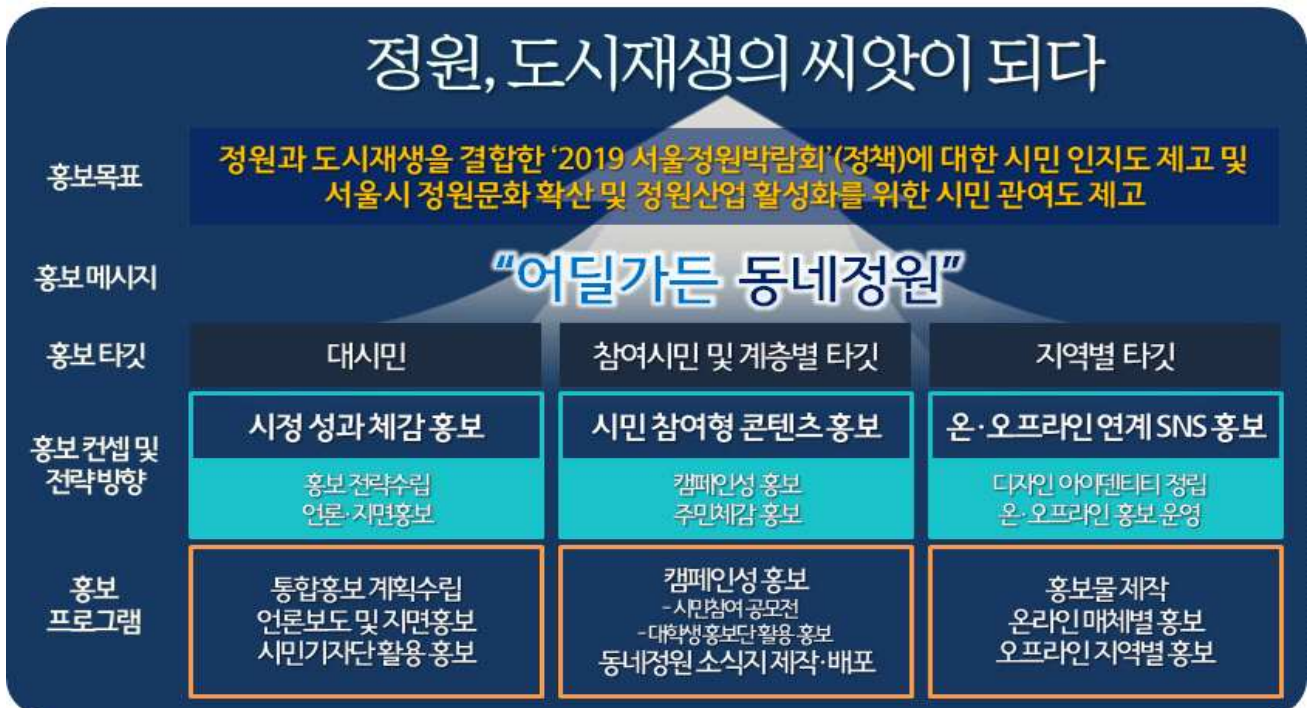 정원, 도시재생의 씨앗이 되다
홍보목표
정원과 도시재생을 결합한 ‘2019 서울정원박람회’(정책)에 대한 시민 인지도 제고 및
서울시 정원문화 확산 및 정원산업 활성화를 위한 시민 관여도 제고
홍보 메시지
“어딜가든 동네정원”
홍보 타깃
대시민
참여시민 및 계층별 타깃
지역별 타깃
홍보 컨셉 및
전략 방향
시정 성과 체감 홍보
홍보 전략수립
언론·지면홍보
시민 참여형 콘텐츠 홍보
캠페인성 홍보
주민체감 홍보
온·오프라인 연계 SNS 홍보
디자인 아이덴티티 정립
온·오프라인 홍보 운영
홍보
프로그램
통합홍보 계획수립
언론보도 및 지면홍보
시민기자단 활용 홍보
캠페인성 홍보
- 시민참여 공모전
- 대학생 홍보단 활용 홍보
동네정원 소식지 제작·배포
홍보물 제작
온라인 매체별 홍보
오프라인 지역별 홍보